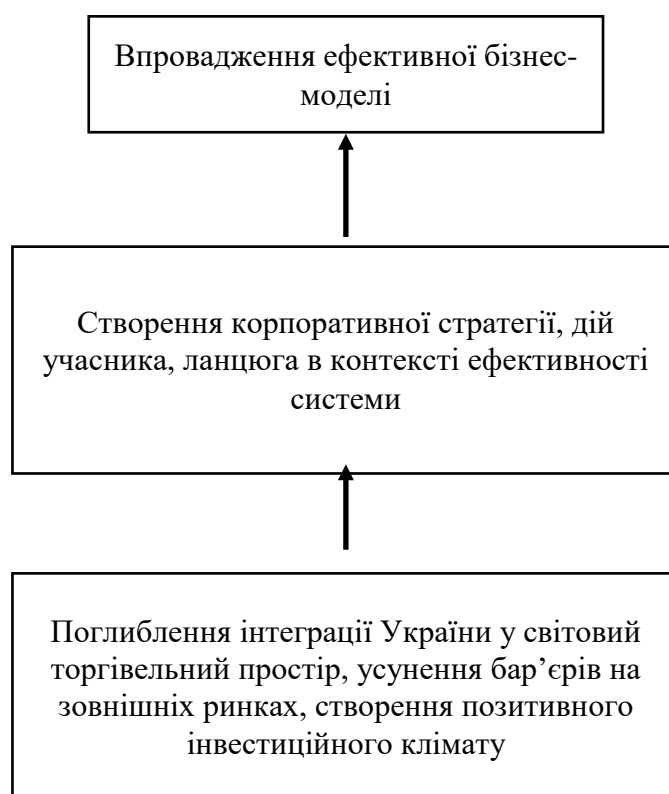 Впровадження ефективної бізнес-
моделі
Створення корпоративної стратегії, дій
учасника, ланцюга в контексті ефективності
системи
Поглиблення інтеграції України у світовий
торгівельний простір, усунення бар’єрів на
зовнішніх ринках, створення позитивного
інвестиційного клімату